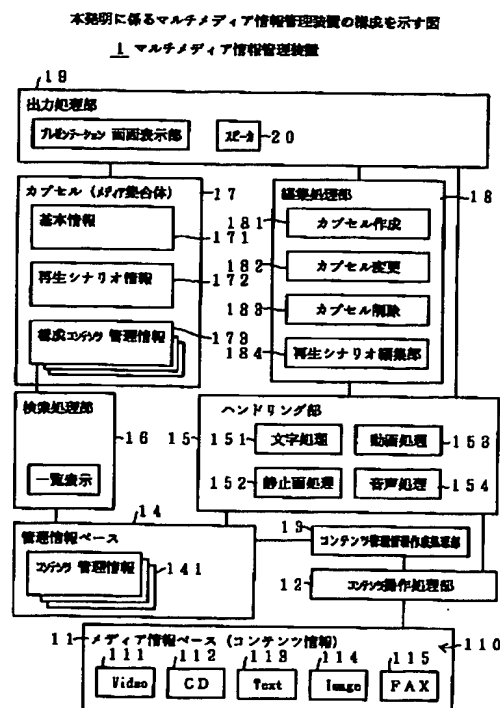 本発明に係るマルチメディア情報管理装置の構成を示す図
1 マルチメディア情報管理装置
19
出力処理部
プレゼンテーション 画面表示部
スピーカ 20
カプセル (メディア集合体) 17
基本情報
171
再生シナリオ情報
172
構成コンテンツ 管理情報
173
編集処理部 18
181 カプセル作成
182 カプセル変更
183 カプセル削除
184 再生シナリオ編集部
検索処理部
16
一覧表示
ハンドリング部
15 151 文字処理 動画処理 153
152 静止画処理 音声処理 154
14
管理情報ベース
コンテンツ 管理情報
141
13
コンテンツ管理管理作成処理部
12 コンテンツ操作処理部
11 メディア情報ベース (コンテンツ情報) 110
111 112 113 114 115
Video CD Text Image FAX